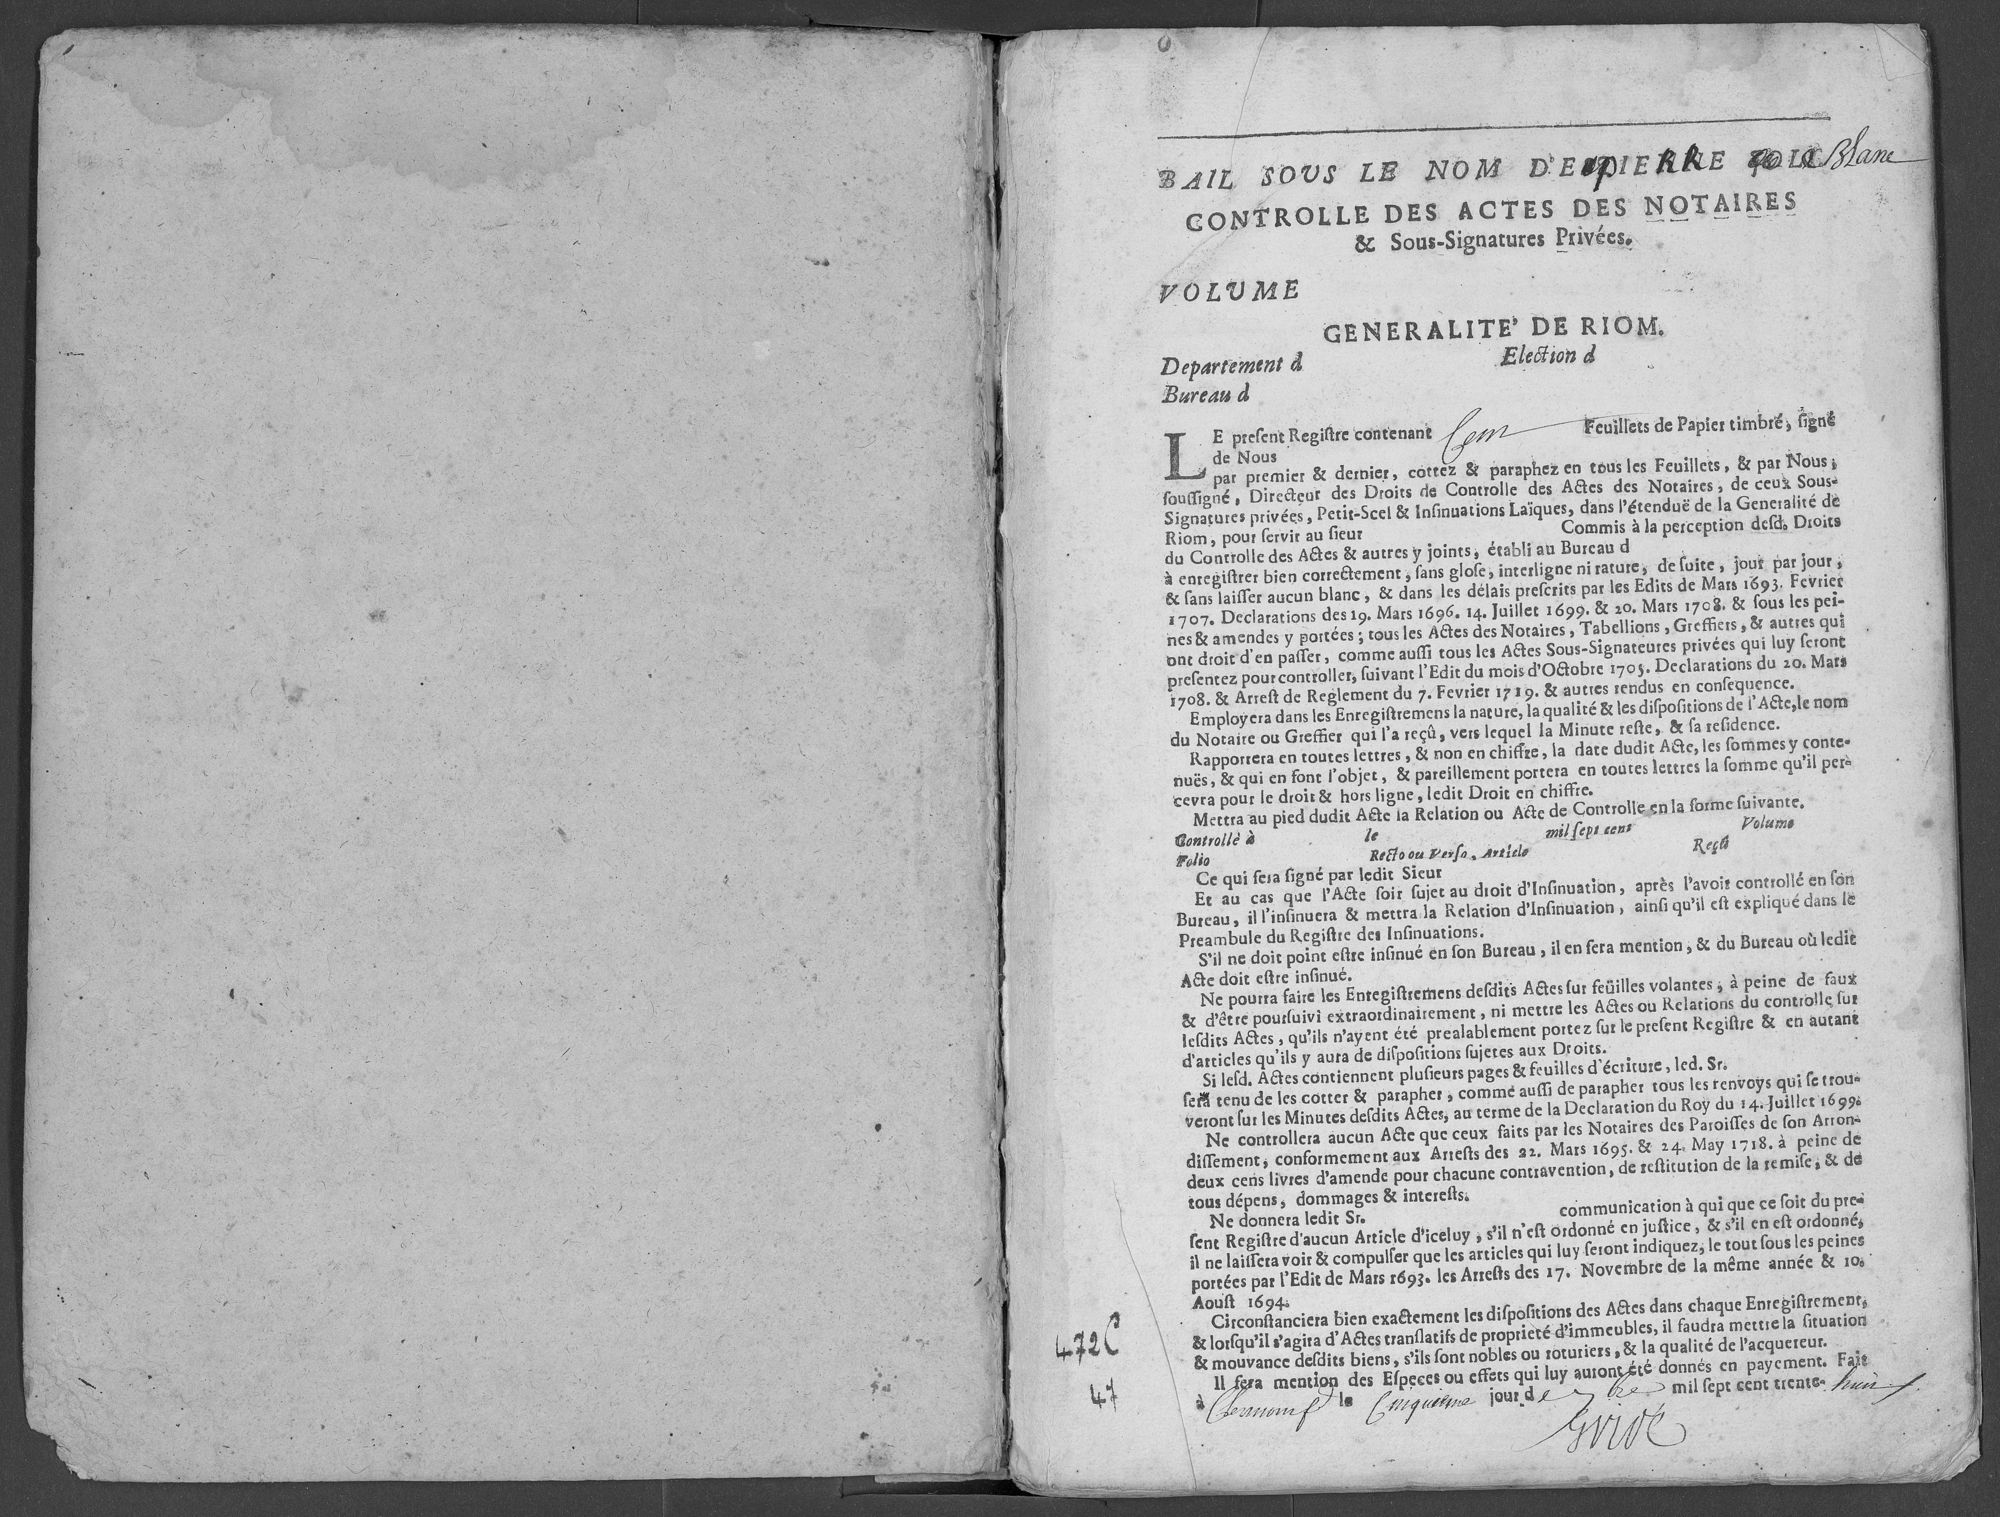 BAIL SOUS LE NOM DE PIERRE le Blanc
CONTROLLE DES ACTES DES NOTAIRES
& Sous-Signatures Privées.
VOLUME
GENERALITE' DE RIOM.
Departement d Election d
Bureau d
LE preſent Regiſtre contenant Cent Feuillets de Papier timbré, ſigné
de Nous
par premier & dernier, cottez & paraphez en tous les Feuillets, & par Nous,
ſouſſigné, Directeur des Droits de Controlle des Actes des Notaires, de ceux Sous-
Signatures privées, Petit-Scel & Inſinuations Laïques, dans l'étenduë de la Generalité de
Riom, pour ſervir au ſieur Commis à la perception deſd. Droits
du Controlle des Actes & autres y joints, établi au Bureau d
à enregiſtrer bien correctement, ſans gloſe, interligne ni rature, de ſuite, jour par jour,
& ſans laiſſer aucun blanc, & dans les délais preſcrits par les Edits de Mars 1693. Fevrier
1707. Declarations des 19. Mars 1696. 14. Juillet 1699. & 20. Mars 1708. & ſous les pei-
nes & amendes y portées; tous les Actes des Notaires, Tabellions, Greffiers, & autres qui
ont droit d'en paſſer, comme auſſi tous les Actes Sous-Signateures privées qui luy ſeront
preſentez pour controller, ſuivant l'Edit du mois d'Octobre 1705. Declarations du 20. Mars
1708. & Arreſt de Reglement du 7. Fevrier 1719. & autres rendus en conſequence.
Employera dans les Enregiſtremens la nature, la qualité & les diſpoſitions de l'Acte, le nom
du Notaire ou Greffier qui l'a reçû, vers lequel la Minute reſte, & ſa reſidence.
Rapportera en toutes lettres, & non en chiffre, la date dudit Acte, les ſommes y conte-
nuës, & qui en font l'objet, & pareillement portera en toutes lettres la ſomme qu'il per-
cevra pour le droit & hors ligne, ledit Droit en chiffre.
Mettra au pied dudit Acte la Relation ou Acte de Controlle en la forme ſuivante.
Controllé à le mil ſept cent Volume
Folio Recto ou Verſo, Article Reçû
Ce qui ſera ſigné par ledit Sieur
Et au cas que l'Acte ſoit ſujet au droit d'Inſinuation, après l'avoir controllé en ſon
Bureau, il l'inſinuera & mettra la Relation d'Inſinuation, ainſi qu'il eſt expliqué dans le
Preambule du Regiſtre des Inſinuations.
S'il ne doit point eſtre inſinué en ſon Bureau, il en ſera mention, & du Bureau où ledit
Acte doit eſtre inſinué.
Ne pourra faire les Enregiſtremens deſdits Actes ſur feüilles volantes, à peine de faux
& d'être pourſuivi extraordinairement, ni mettre les Actes ou Relations du controlle ſur
leſdits Actes, qu'ils n'ayent été prealablement portez ſur le preſent Regiſtre & en autant
d'articles qu'ils y aura de diſpoſitions ſujetes aux Droits.
Si leſd. Actes contiennent pluſieurs pages & feuilles d'écriture, led. Sr.
ſera tenu de les cotter & parapher, comme auſſi de parapher tous les renvoys qui ſe trou-
veront ſur les Minutes deſdits Actes, au terme de la Declaration du Roy du 14. Juillet 1699.
Ne controllera aucun Acte que ceux faits par les Notaires des Paroiſſes de ſon Arron-
diſſement, conformement aux Arreſts des 22. Mars 1695. & 24. May 1718. à peine de
deux cens livres d'amende pour chacune contravention, de reſtitution de la remiſe, & de
tous dépens, dommages & intereſts.
Ne donnera ledit Sr. communication à qui que ce ſoit du pre-
ſent Regiſtre d'aucun Article d'iceluy, s'il n'eſt ordonné en juſtice, & s'il en eſt ordonné,
il ne laiſſera voir & compulſer que les articles qui luy ſeront indiquez, le tout ſous les peines
portées par l'Edit de Mars 1693. les Arreſts des 17. Novembre de la même année & 10.
Aouſt 1694.
Circonſtanciera bien exactement les diſpoſitions des Actes dans chaque Enregiſtrement,
& lorſqu'il s'agira d'Actes tranſlatifs de proprieté d'immeubles, il faudra mettre la ſituation
& mouvance deſdits biens, s'ils ſont nobles ou roturiers, & la qualité de l'acquereur.
Il ſera mention des Eſpeces ou effets qui luy auront été donnés en payement. Fait
à Clermont le Cinquieme jour de 7bre mil ſept cent trente-huit
472C
47